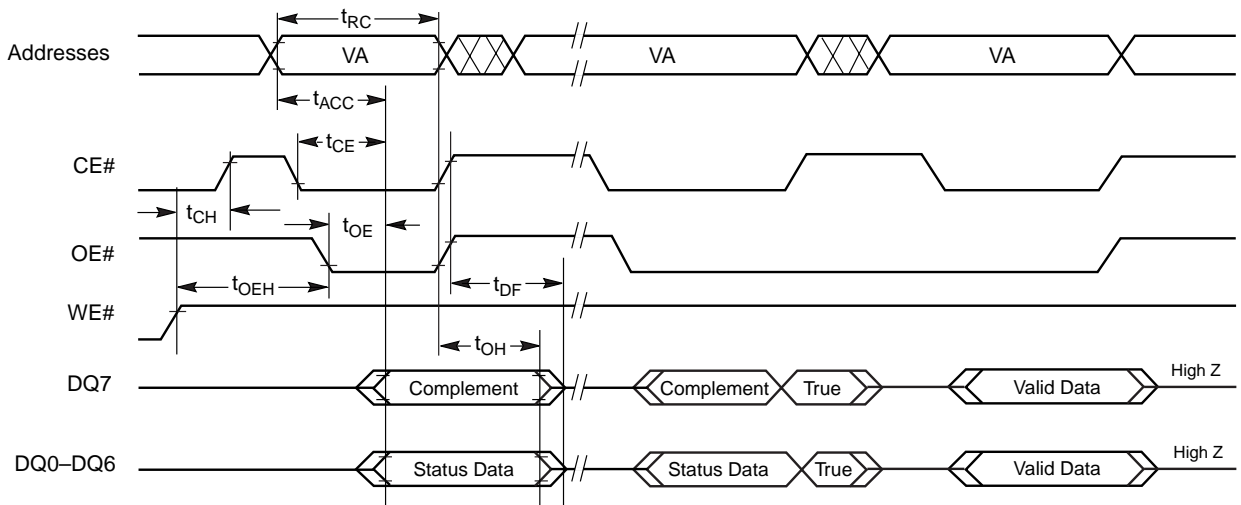 tRC
Addresses VA VA VA
tACC
tCE
CE#
tCH tOE
OE#
tOEH tDF
WE#
tOH
DQ7 Complement Complement True Valid Data High Z
DQ0–DQ6 Status Data Status Data True Valid Data High Z